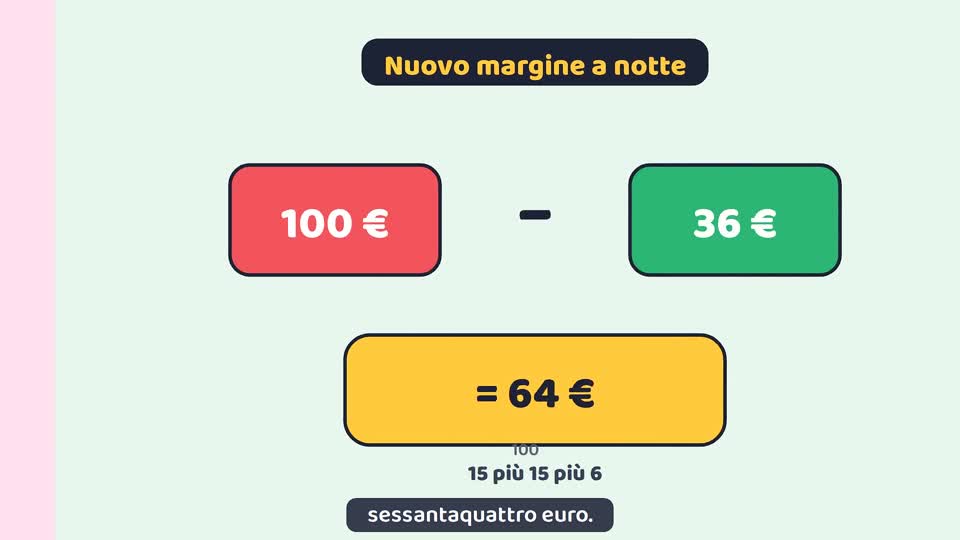 Nuovo margine a notte
100 € - 36 €
= 64 €
100
15 più 15 più 6
sessantaquattro euro.